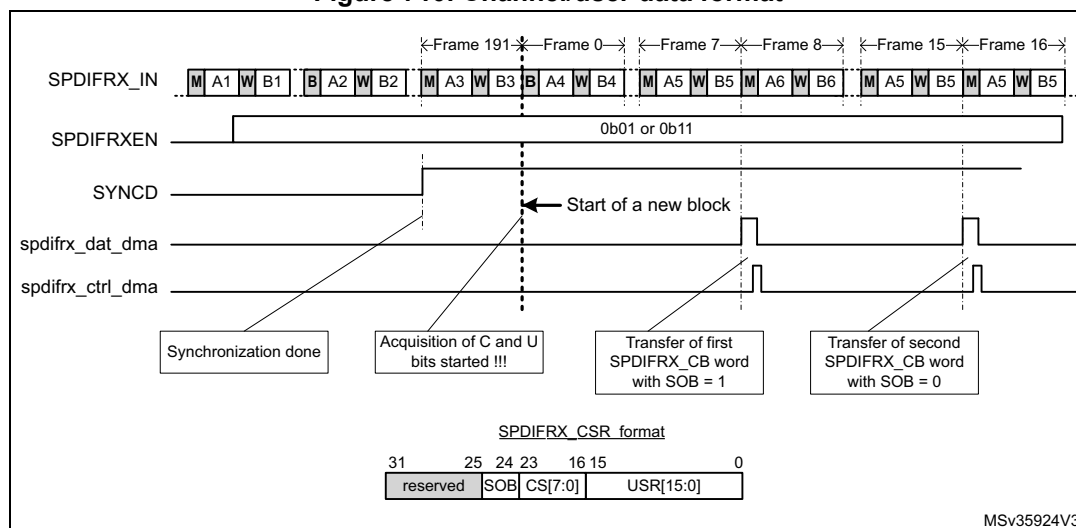 Figure 710. Channel/user data format
Frame 191 Frame 0 Frame 7 Frame 8 Frame 15 Frame 16
SPDIFRX_IN M A1 W B1 B A2 W B2 M A3 W B3 B A4 W B4 M A5 W B5 M A6 W B6 M A5 W B5 M A5 W B5
SPDIFRXEN 0b01 or 0b11
SYNCD
Start of a new block
spdifrx_dat_dma
spdifrx_ctrl_dma
Synchronization done
Acquisition of C and U
bits started !!!
Transfer of first
SPDIFRX_CB word
with SOB = 1
Transfer of second
SPDIFRX_CB word
with SOB = 0
SPDIFRX_CSR format
31 25 24 23 16 15 0
reserved SOB CS[7:0] USR[15:0]
MSv35924V3